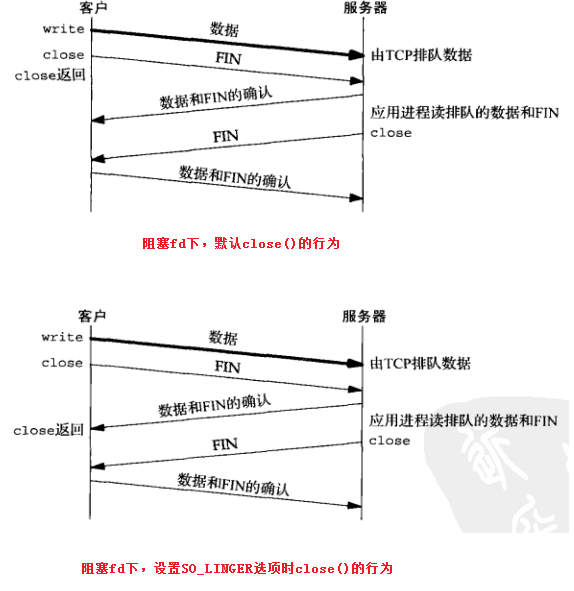 客户
服务器
write
数据
close
FIN
由TCP排队数据
close返回
数据和FIN的确认
应用进程读排队的数据和FIN
FIN
close
数据和FIN的确认
阻塞fd下，默认close()的行为
客户
服务器
write
数据
close
FIN
由TCP排队数据
数据和FIN的确认
应用进程读排队的数据和FIN
close返回
FIN
close
数据和FIN的确认
阻塞fd下，设置SO_LINGER选项时close()的行为